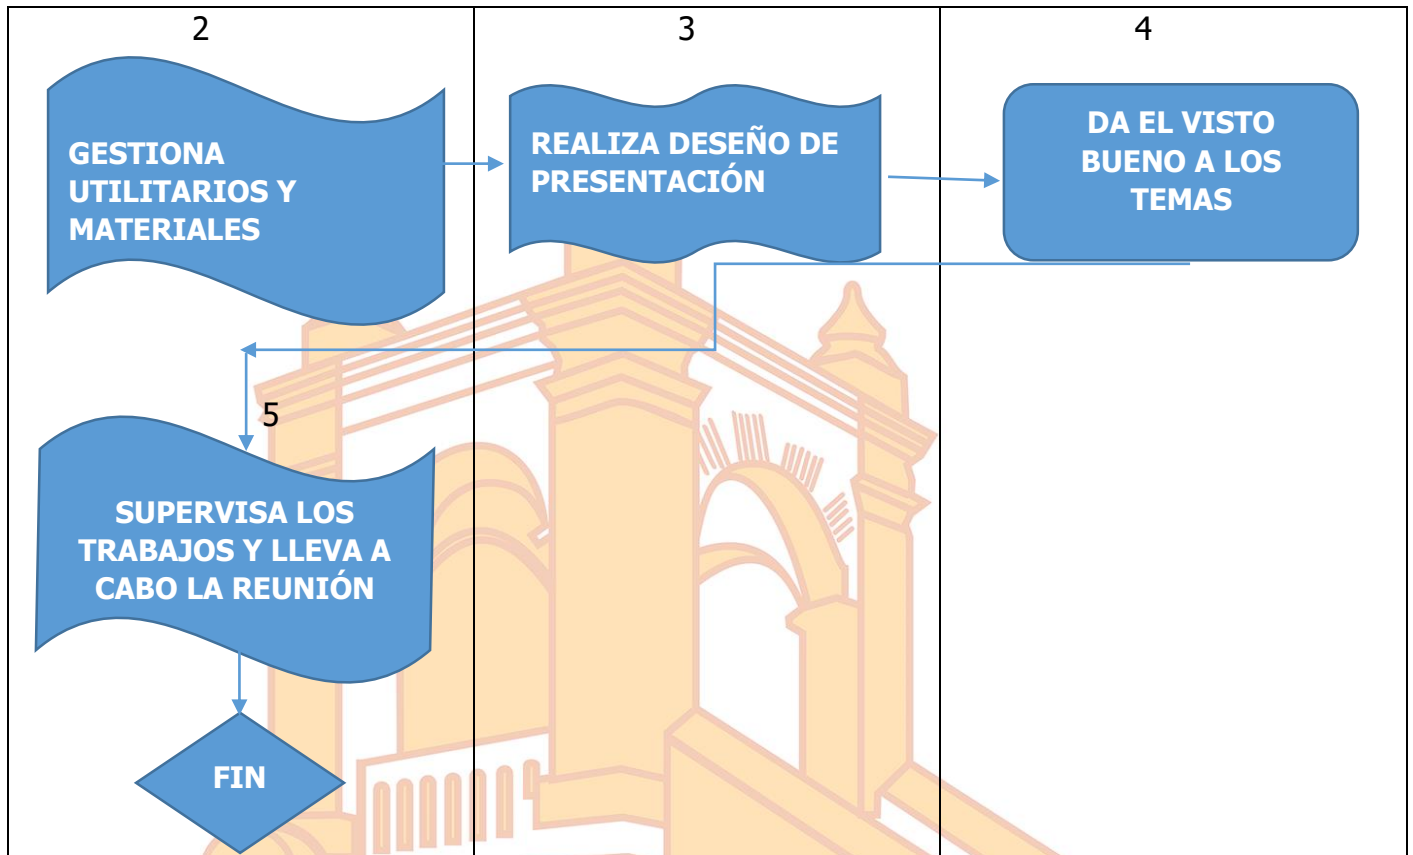 2
3
4
GESTIONA
UTILITARIOS Y
MATERIALES
REALIZA DESEÑO DE
PRESENTACIÓN
DA EL VISTO
BUENO A LOS
TEMAS
5
SUPERVISA LOS
TRABAJOS Y LLEVA A
CABO LA REUNIÓN
FIN